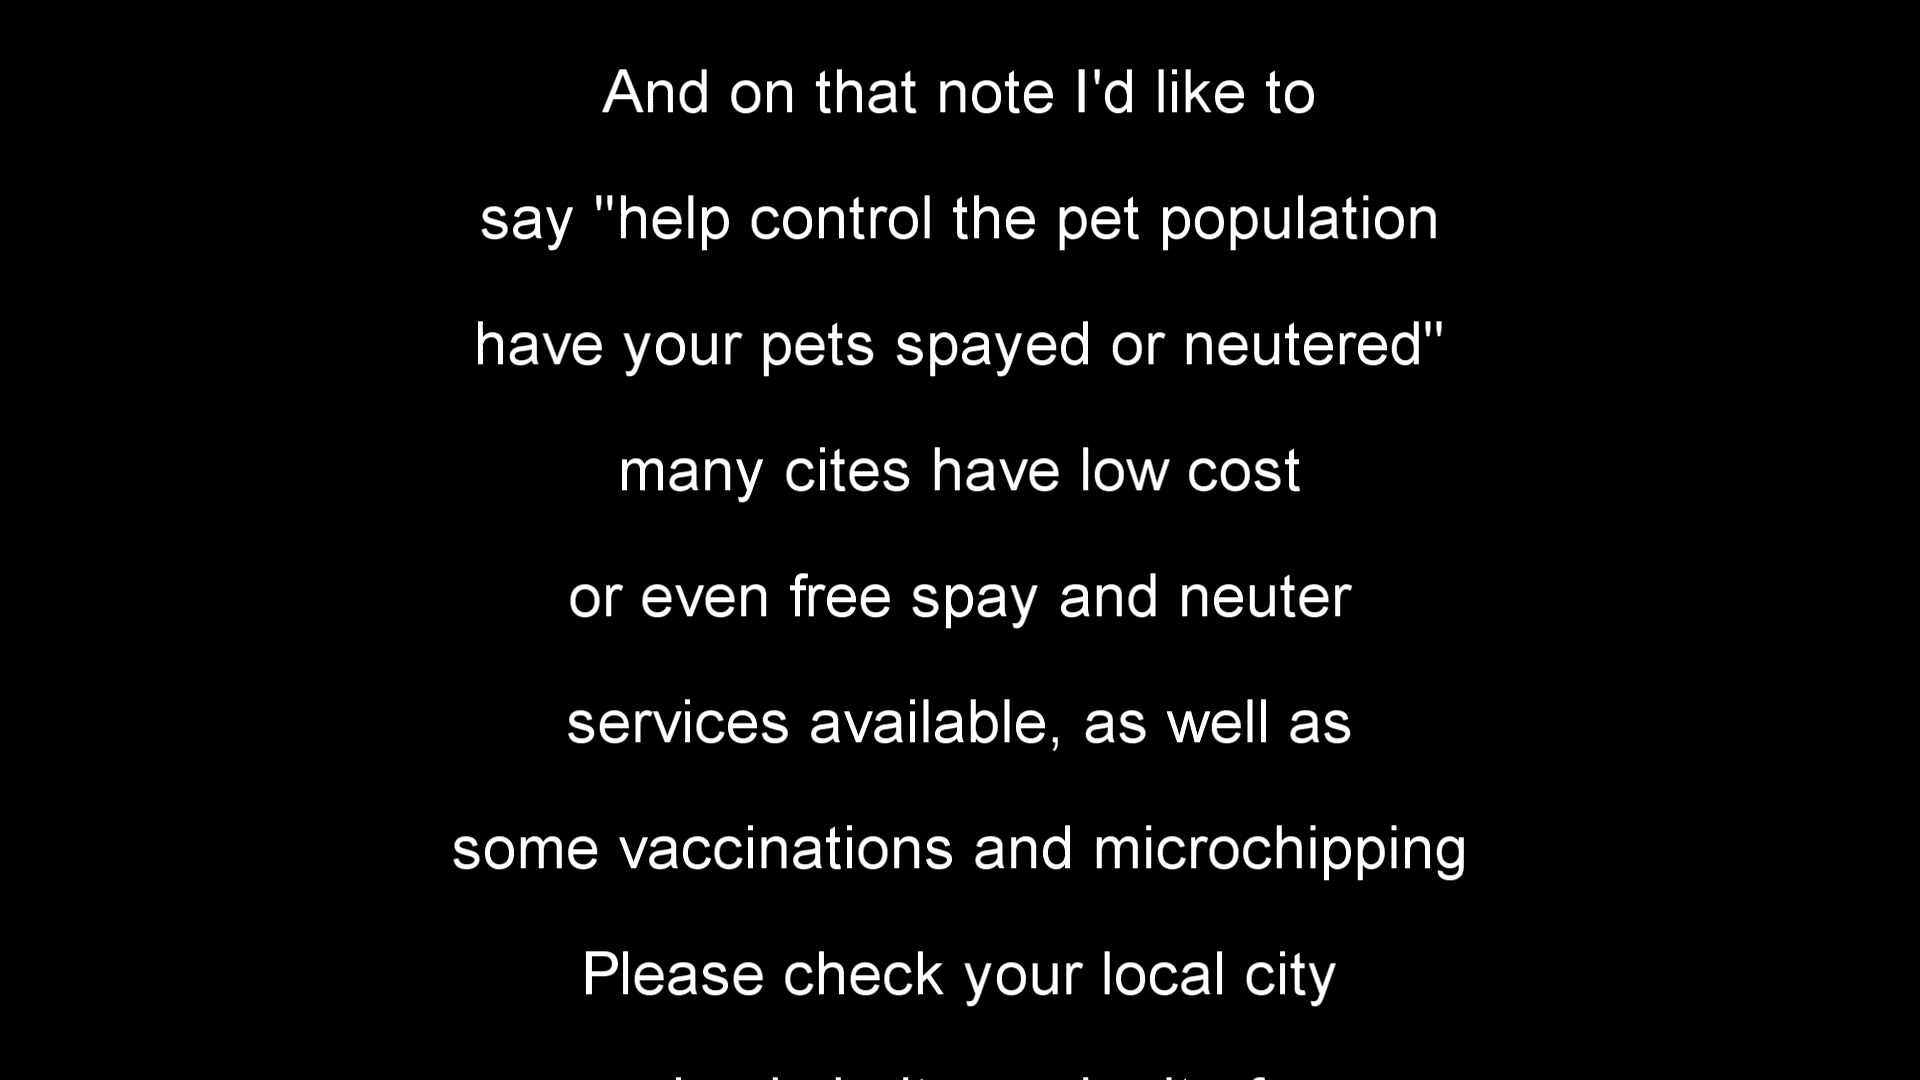 And on that note I'd like to
say "help control the pet population
have your pets spayed or neutered"
many cites have low cost
or even free spay and neuter
services available, as well as
some vaccinations and microchipping
Please check your local city